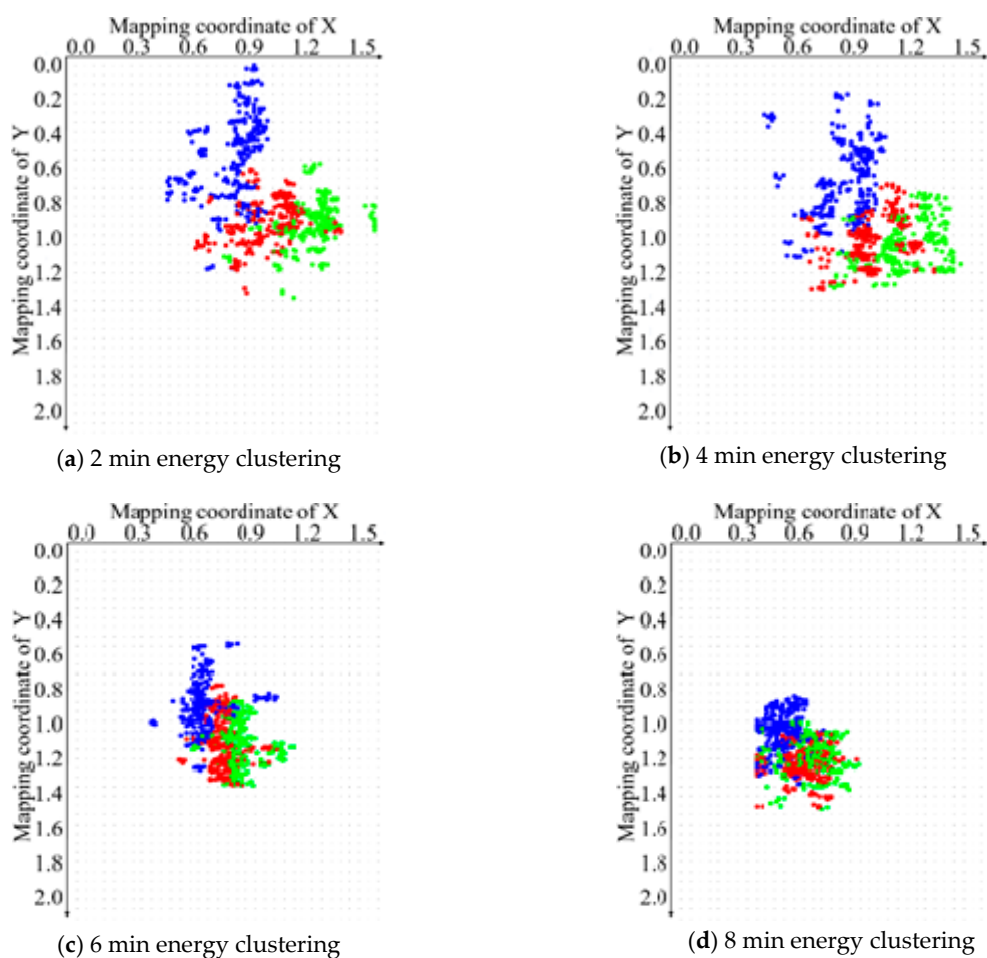 Mapping coordinate of X
0.0 0.3 0.6 0.9 1.2 1.5
Mapping coordinate of Y
0.0
0.2
0.4
0.6
0.8
1.0
1.2
1.4
1.6
1.8
2.0
(a) 2 min energy clustering
Mapping coordinate of X
0.0 0.3 0.6 0.9 1.2 1.5
Mapping coordinate of Y
0.0
0.2
0.4
0.6
0.8
1.0
1.2
1.4
1.6
1.8
2.0
(b) 4 min energy clustering
Mapping coordinate of X
0.0 0.3 0.6 0.9 1.2 1.5
Mapping coordinate of Y
0.0
0.2
0.4
0.6
0.8
1.0
1.2
1.4
1.6
1.8
2.0
(c) 6 min energy clustering
Mapping coordinate of X
0.0 0.3 0.6 0.9 1.2 1.5
Mapping coordinate of Y
0.0
0.2
0.4
0.6
0.8
1.0
1.2
1.4
1.6
1.8
2.0
(d) 8 min energy clustering